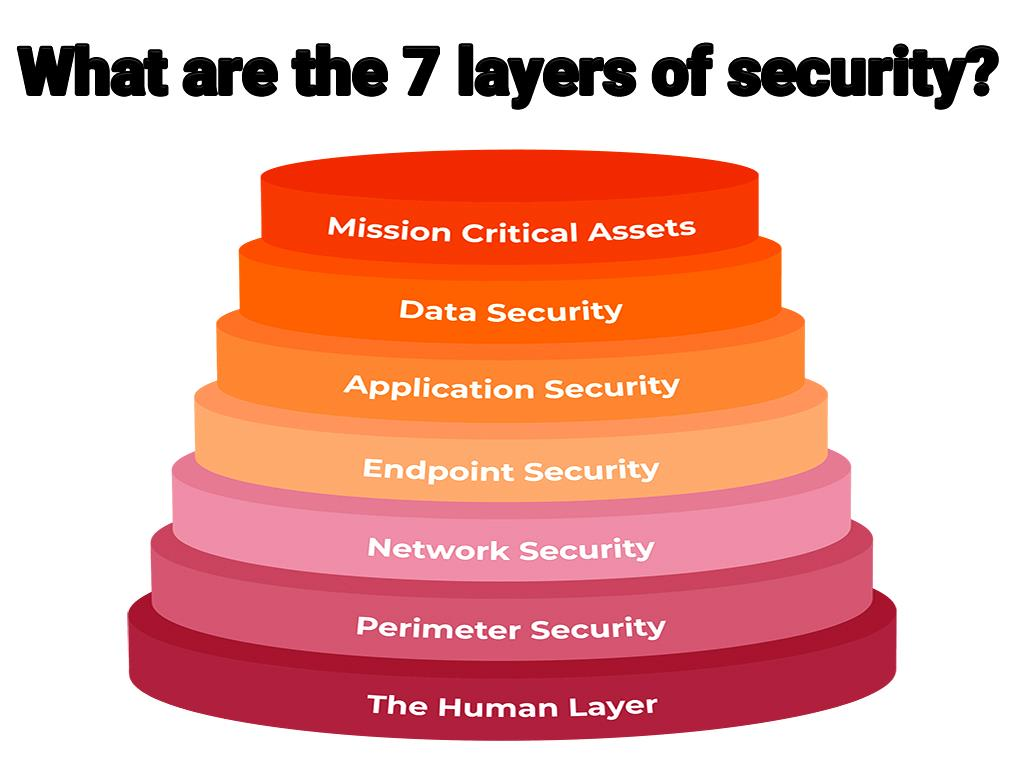 What are the 7 layers of security?
Mission Critical Assets
Data Security
Application Security
Endpoint Security
Network Security
Perimeter Security
The Human Layer